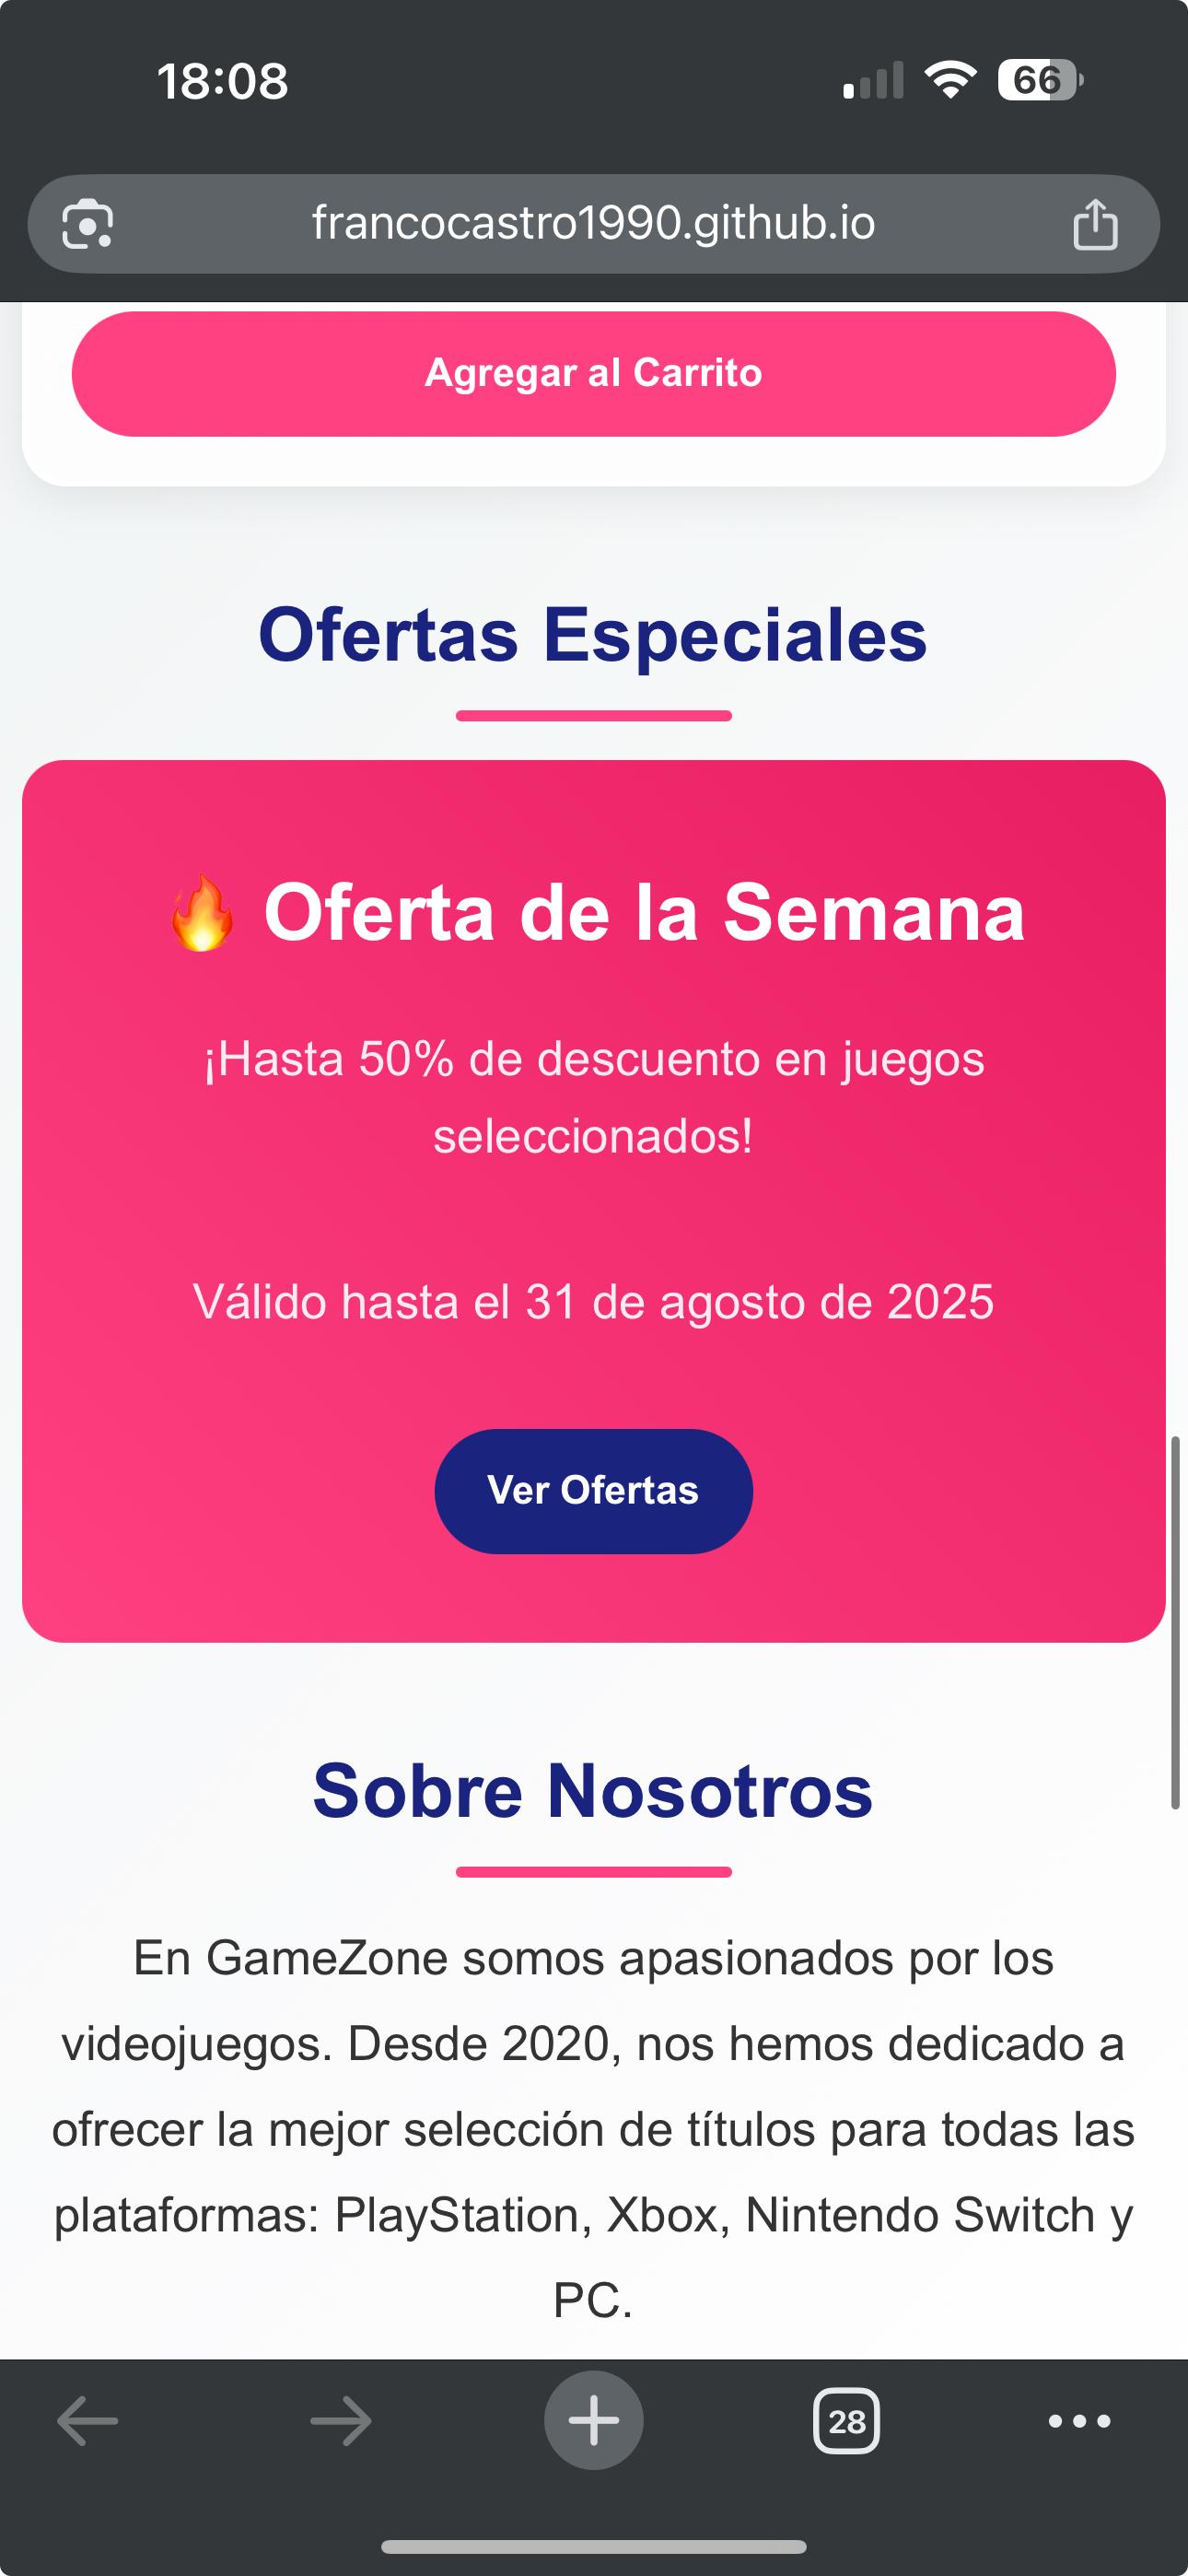 18:08
66
francocastro1990.github.io
Agregar al Carrito
Ofertas Especiales
🔥 Oferta de la Semana
¡Hasta 50% de descuento en juegos
seleccionados!
Válido hasta el 31 de agosto de 2025
Ver Ofertas
Sobre Nosotros
En GameZone somos apasionados por los
videojuegos. Desde 2020, nos hemos dedicado a
ofrecer la mejor selección de títulos para todas las
plataformas: PlayStation, Xbox, Nintendo Switch y
PC.
28